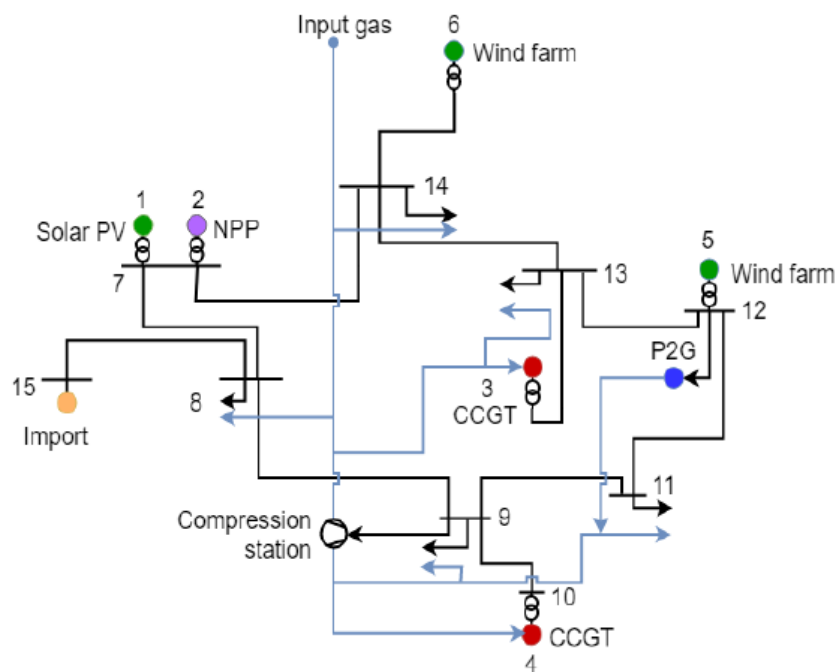 Input gas
6
Wind farm
14
1
2
Solar PV
NPP
7
5
Wind farm
13
12
P2G
3
CCGT
15
8
Import
11
Compression
station
9
10
CCGT
4